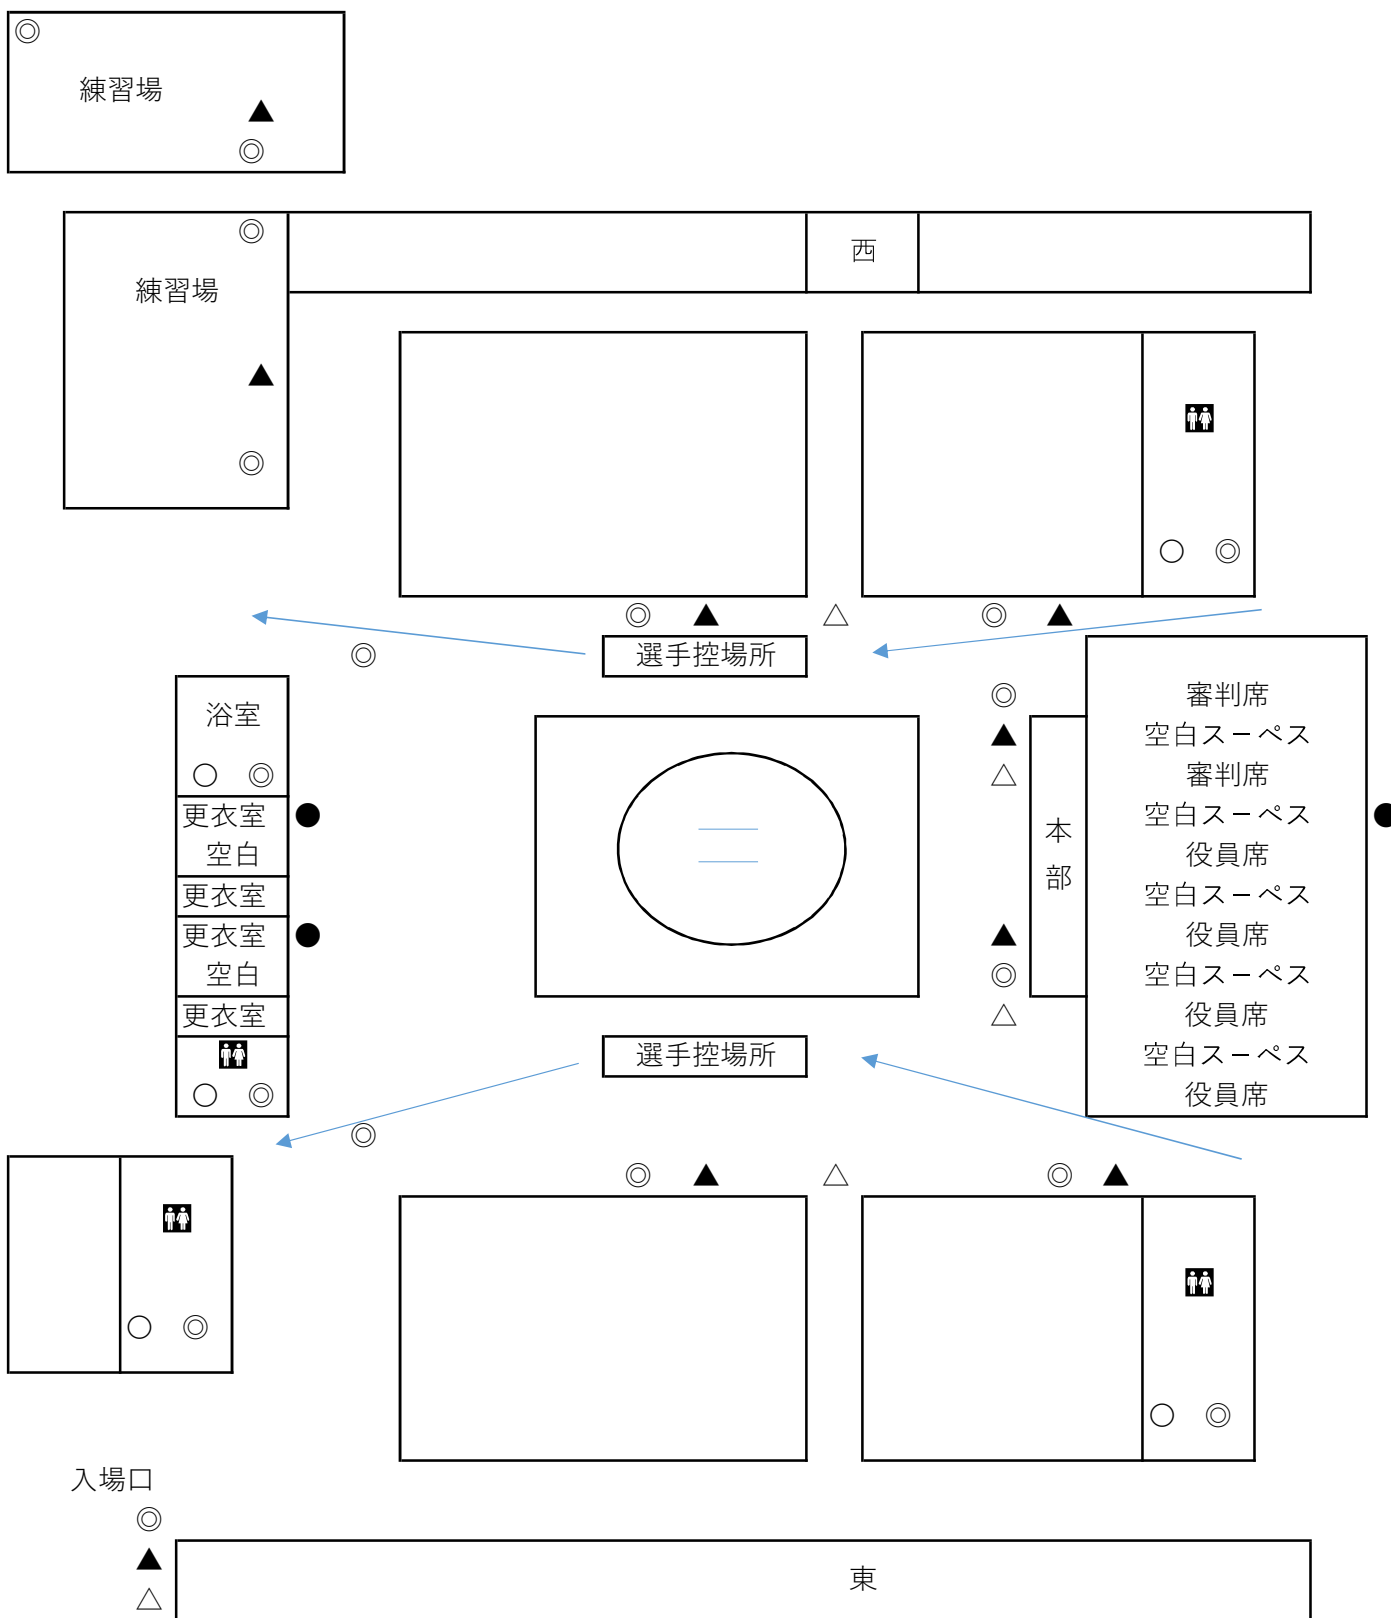 ◎
練習場
▲
◎
◎
西
練習場
▲
◎
○ ◎
◎ ▲ △ ◎ ▲
選手控場所
◎
◎ 審判席
浴室
▲ 空白スーペス
○ ◎ △ 審判席
更衣室 ● 空白スーペス ●
本
空白 役員席
部
更衣室 空白スーペス
更衣室 ● ▲ 役員席
空白 ◎ 空白スーペス
更衣室 △ 役員席
選手控場所 空白スーペス
○ ◎ 役員席
◎
◎ ▲ △ ◎ ▲
○ ◎
○ ◎
入場口
◎
▲
東
△